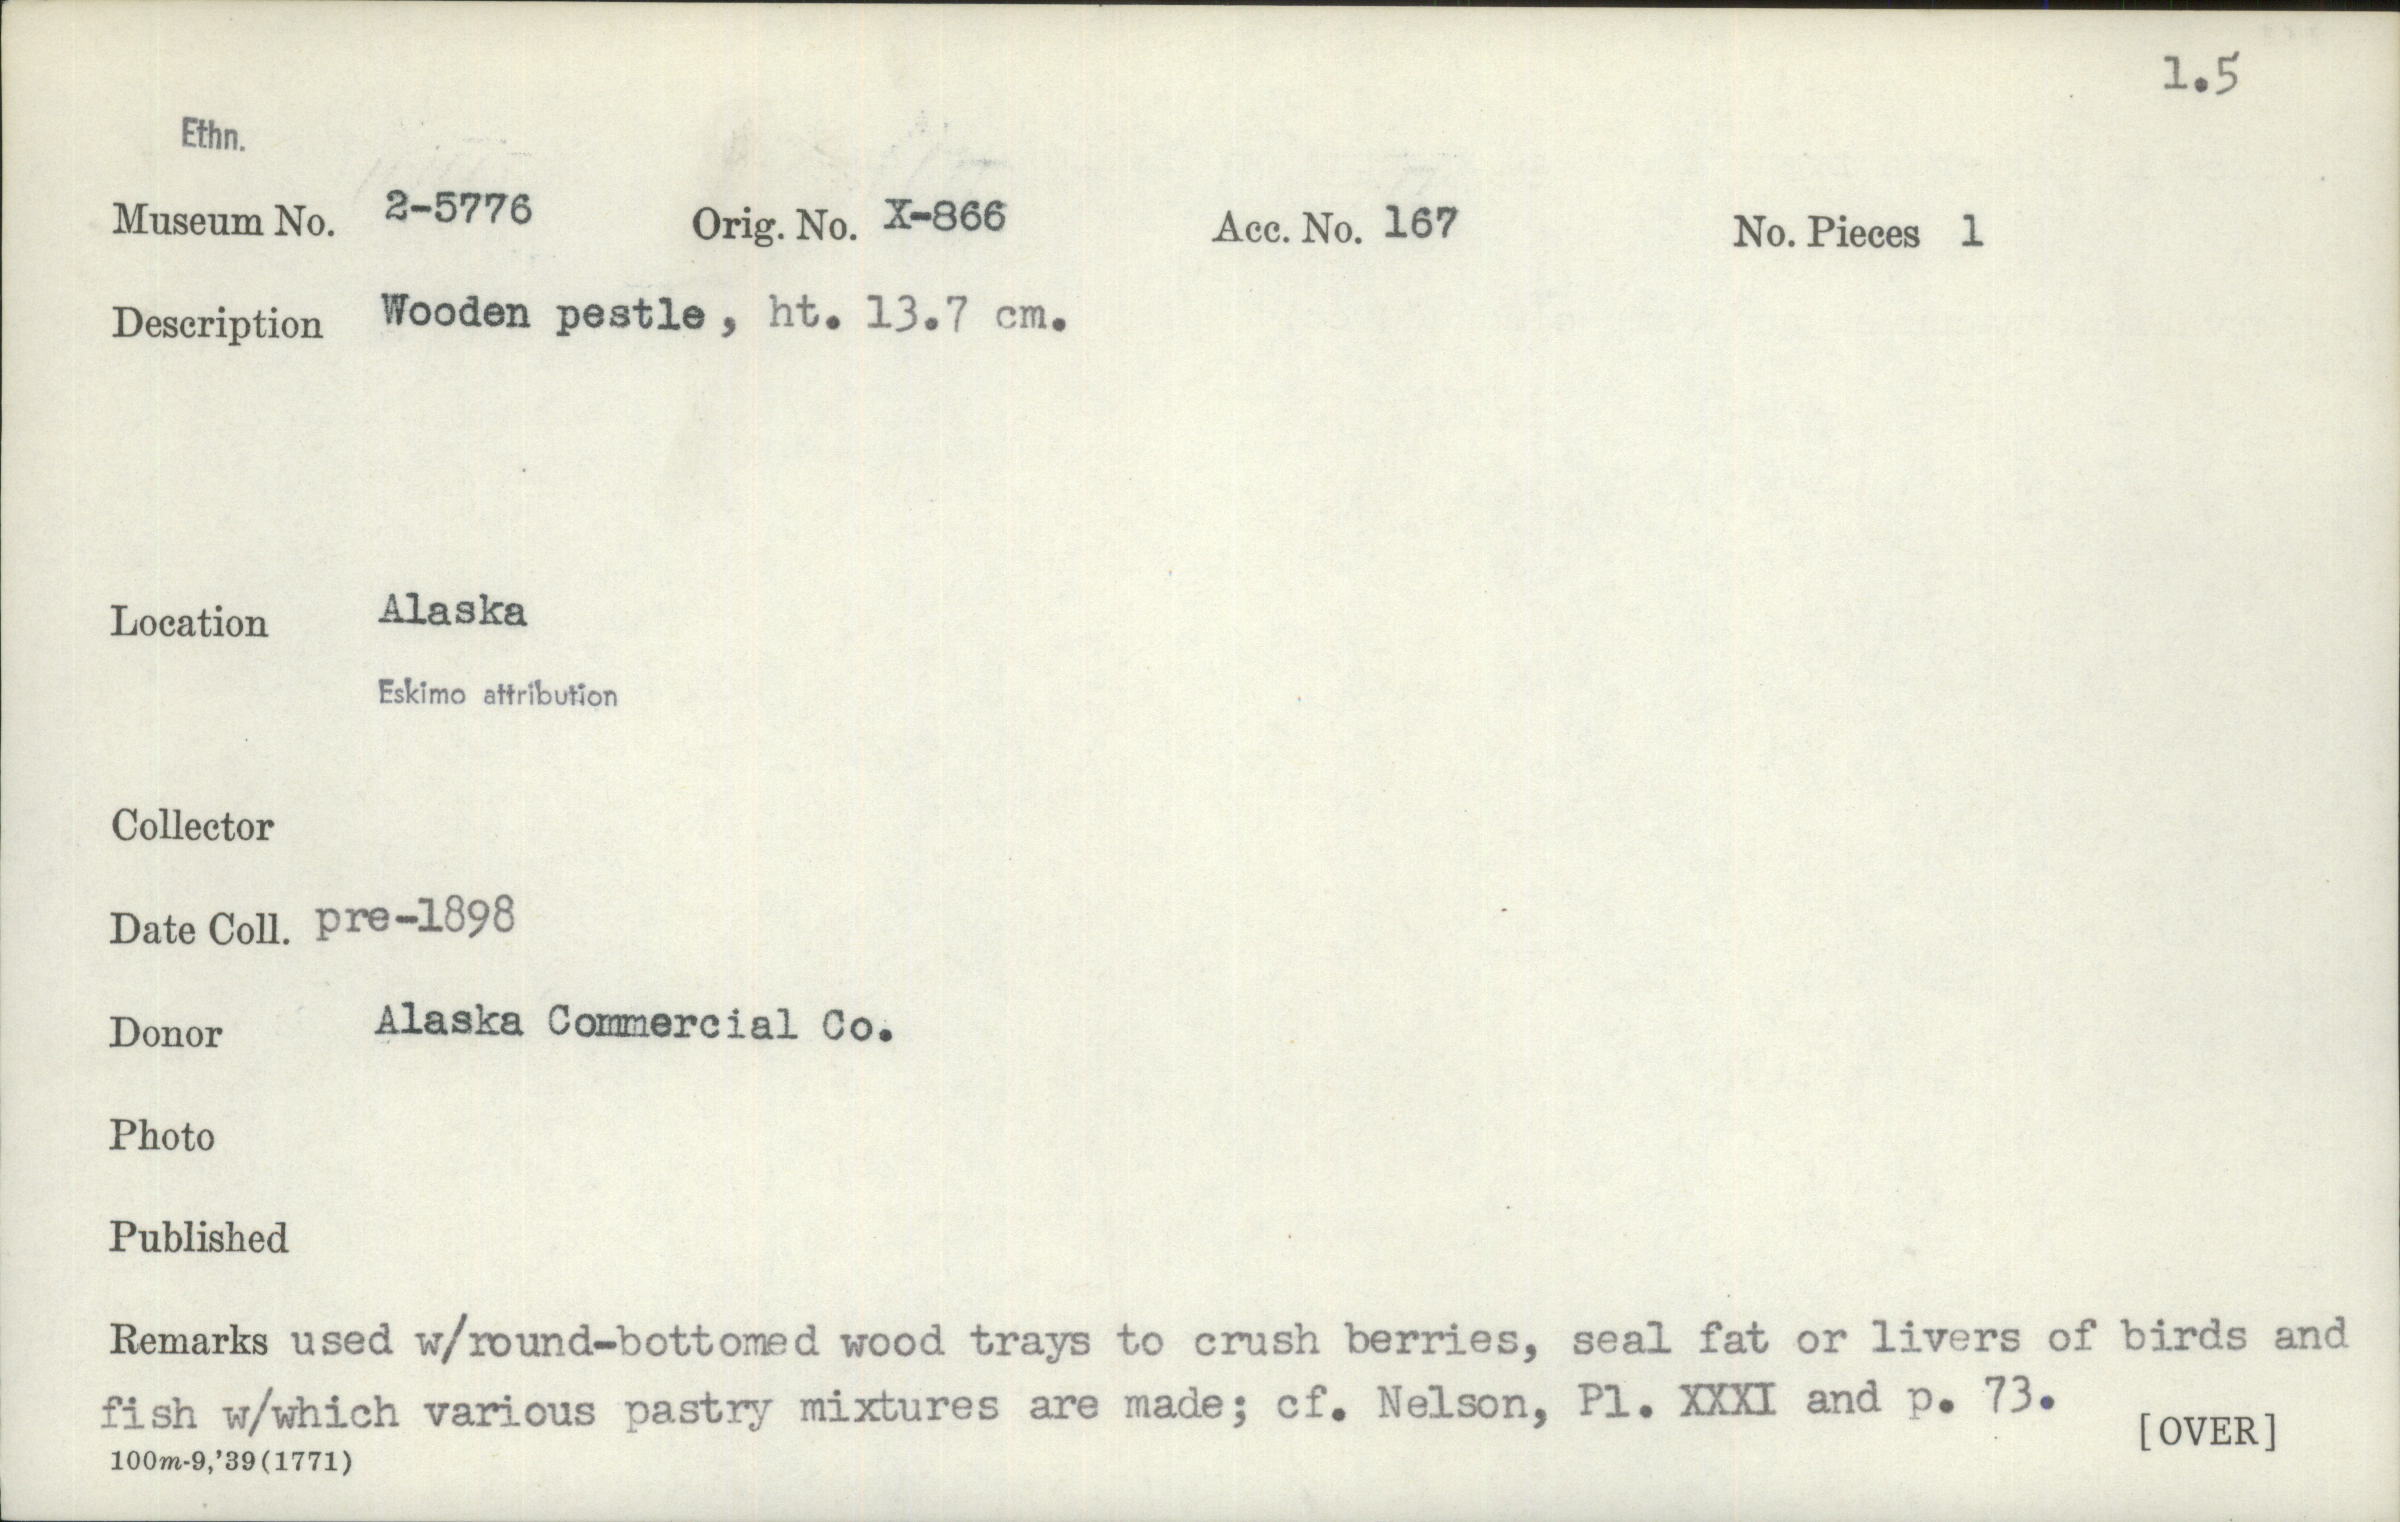 1.5
Ethn.
Museum No. 2-5776 Orig. No. X-866 Acc. No. 167 No. Pieces 1
Description Wooden pestle, ht. 13.7 cm.
Location Alaska
Eskimo attribution
Collector
Date Coll. pre-1898
Donor Alaska Commercial Co.
Photo
Published
Remarks used w/round-bottomed wood trays to crush berries, seal fat or livers of birds and
fish w/which various pastry mixtures are made; cf. Nelson, Pl. XXXI and p. 73.
[OVER]
100m-9,'39(1771)